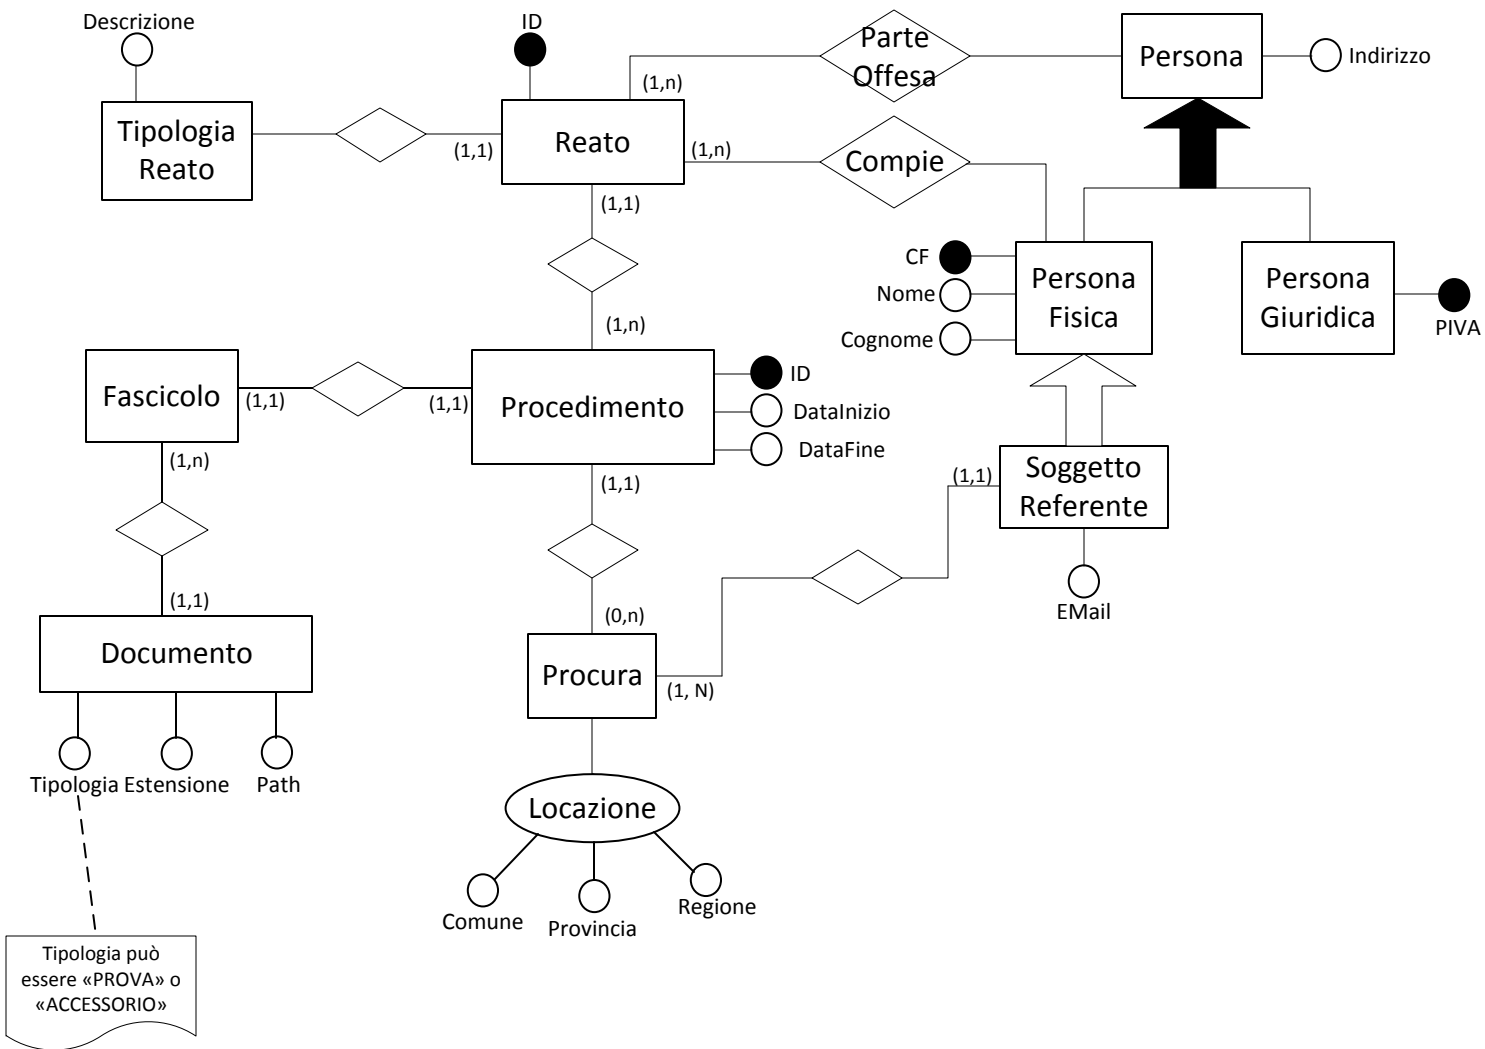 Descrizione
ID
Parte
Offesa
Persona
Indirizzo
(1,n)
Tipologia
Reato
(1,1)
Reato
(1,n)
Compie
(1,1)
CF
Nome
Cognome
Persona
Fisica
Persona
Giuridica
PIVA
(1,n)
Fascicolo
(1,1)
(1,1)
Procedimento
ID
DataInizio
DataFine
(1,n)
(1,1)
(1,1)
Soggetto
Referente
EMail
(1,1)
(0,n)
Documento
Procura
(1, N)
Tipologia
Estensione
Path
Locazione
Comune
Provincia
Regione
Tipologia può
essere «PROVA» o
«ACCESSORIO»